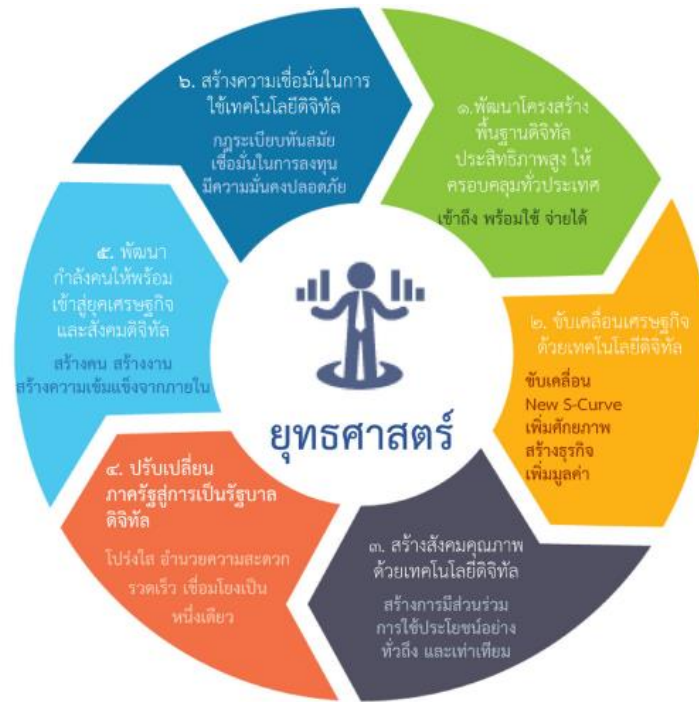 ๑.พัฒนาโครงสร้าง
พื้นฐานดิจิทัล
ประสิทธิภาพสูง ให้
ครอบคลุมทั่วประเทศ
เข้าถึง พร้อมใช้ จ่ายได้
๒. ขับเคลื่อนเศรษฐกิจ
ด้วยเทคโนโลยีดิจิทัล
ขับเคลื่อน
New S-Curve
เพิ่มศักยภาพ
สร้างธุรกิจ
เพิ่มมูลค่า
๓. สร้างสังคมคุณภาพ
ด้วยเทคโนโลยีดิจิทัล
สร้างการมีส่วนร่วม
การใช้ประโยชน์อย่าง
ทั่วถึง และเท่าเทียม
๔. ปรับเปลี่ยน
ภาครัฐสู่การเป็นรัฐบาล
ดิจิทัล
โปร่งใส อำนวยความสะดวก
รวดเร็ว เชื่อมโยงเป็น
หนึ่งเดียว
๕. พัฒนา
กำลังคนให้พร้อม
เข้าสู่ยุคเศรษฐกิจ
และสังคมดิจิทัล
สร้างคน สร้างงาน
สร้างความเข้มแข็งจากภายใน
๖. สร้างความเชื่อมั่นในการ
ใช้เทคโนโลยีดิจิทัล
กฎระเบียบทันสมัย
เชื่อมั่นในการลงทุน
มีความมั่นคงปลอดภัย
ยุทธศาสตร์